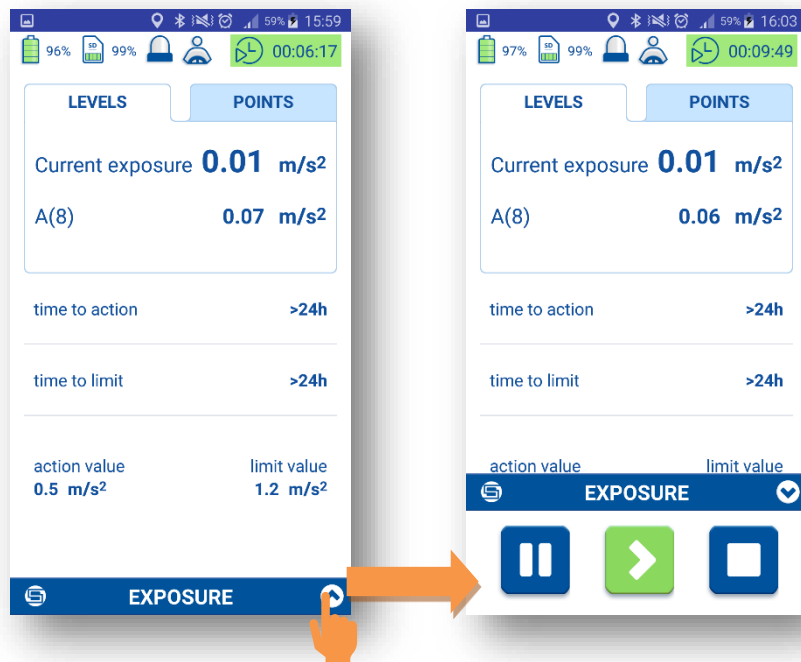 59% 15:59
96% SD 99% 00:06:17
LEVELS POINTS
Current exposure 0.01 m/s²
A(8) 0.07 m/s²
time to action >24h
time to limit >24h
action value limit value
0.5 m/s² 1.2 m/s²
EXPOSURE
59% 16:03
97% SD 99% 00:09:49
LEVELS POINTS
Current exposure 0.01 m/s²
A(8) 0.06 m/s²
time to action >24h
time to limit >24h
action value limit value
EXPOSURE